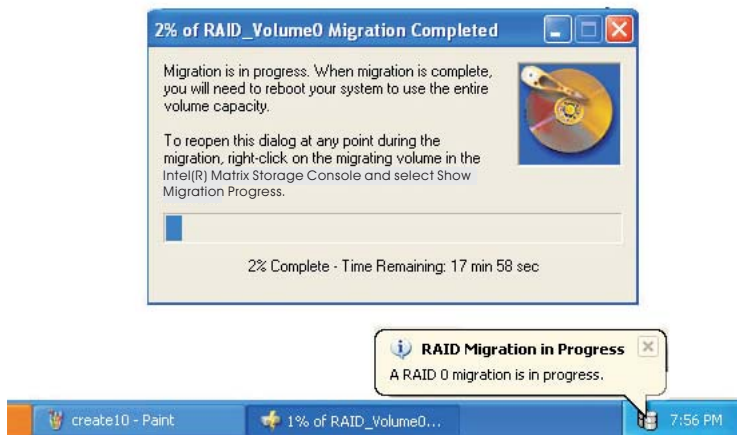 2% of RAID_Volume0 Migration Completed
Migration is in progress. When migration is complete,
you will need to reboot your system to use the entire
volume capacity.
To reopen this dialog at any point during the
migration, right-click on the migrating volume in the
Intel(R) Matrix Storage Console and select Show
Migration Progress.
2% Complete - Time Remaining: 17 min 58 sec
RAID Migration in Progress
A RAID 0 migration is in progress.
create10 - Paint
1% of RAID_Volume0...
7:56 PM